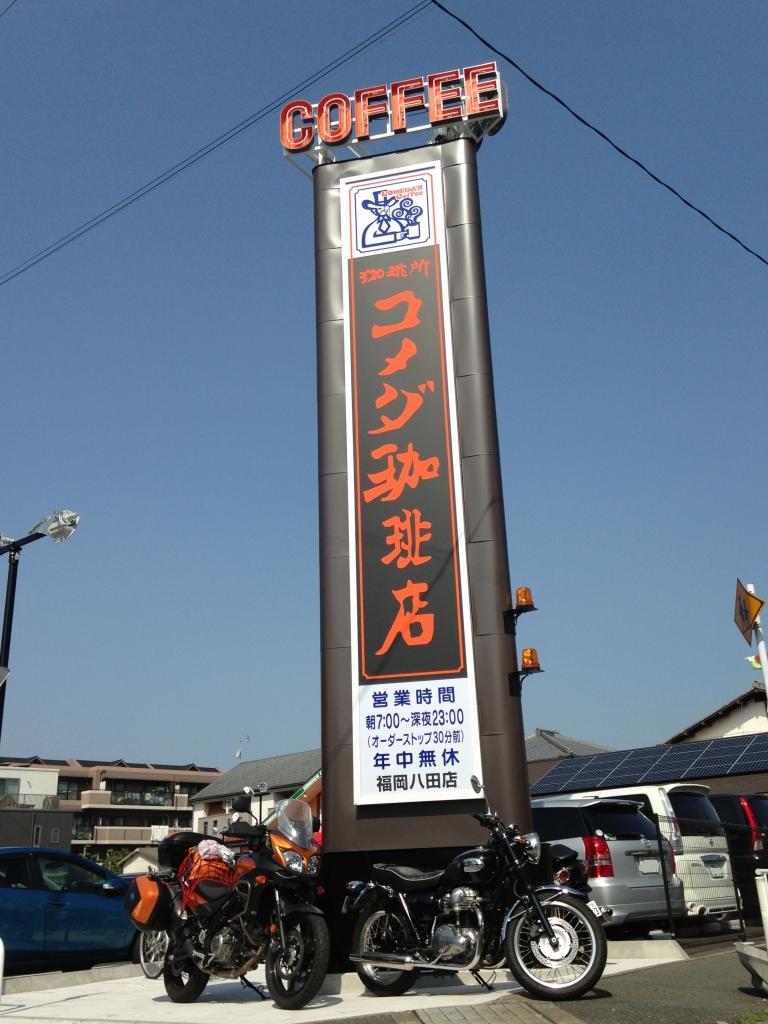 COFFEE
KOMEDA'S
Coffee
珈琲所
コメダ珈琲店
営業時間
朝7:00～深夜23:00
(オーダーストップ30分前)
年中無休
福岡八田店